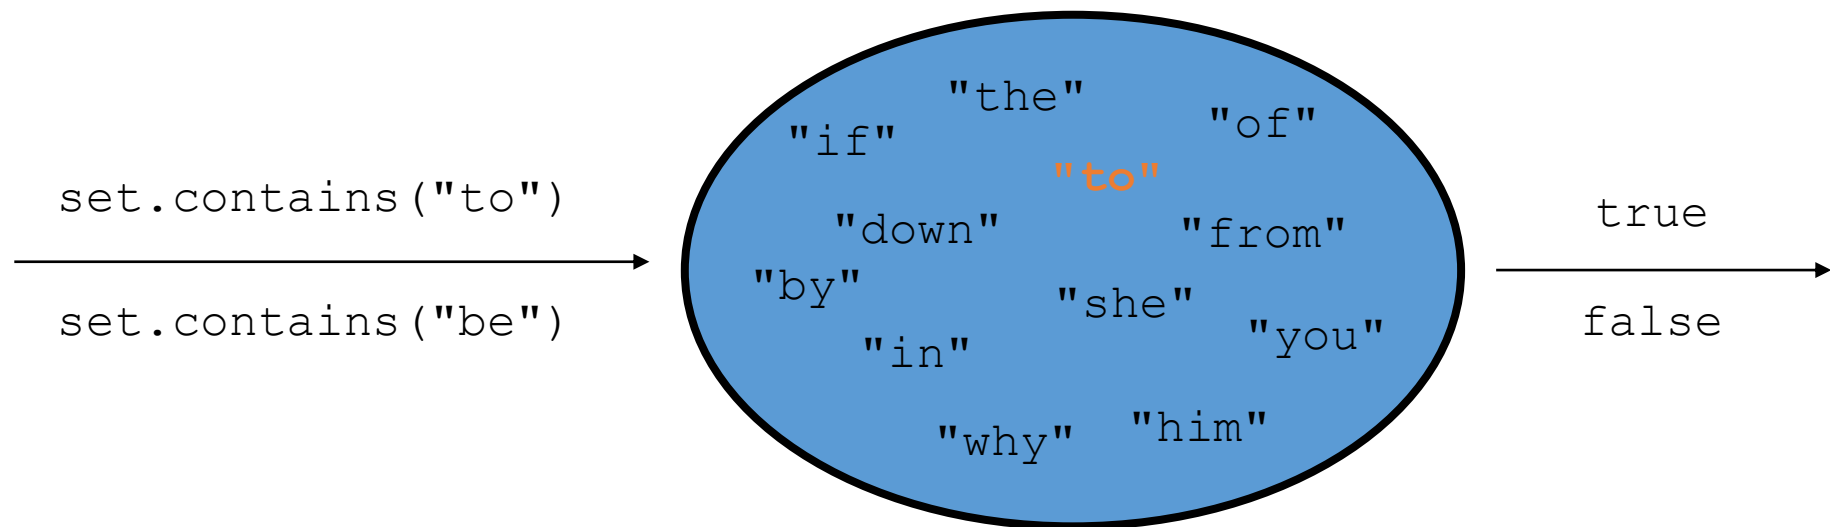 set.contains("to")
set.contains("be")
"the"
"if"
"of"
"to"
"down"
"from"
"by"
"she"
"in"
"you"
"why"
"him"
true
false